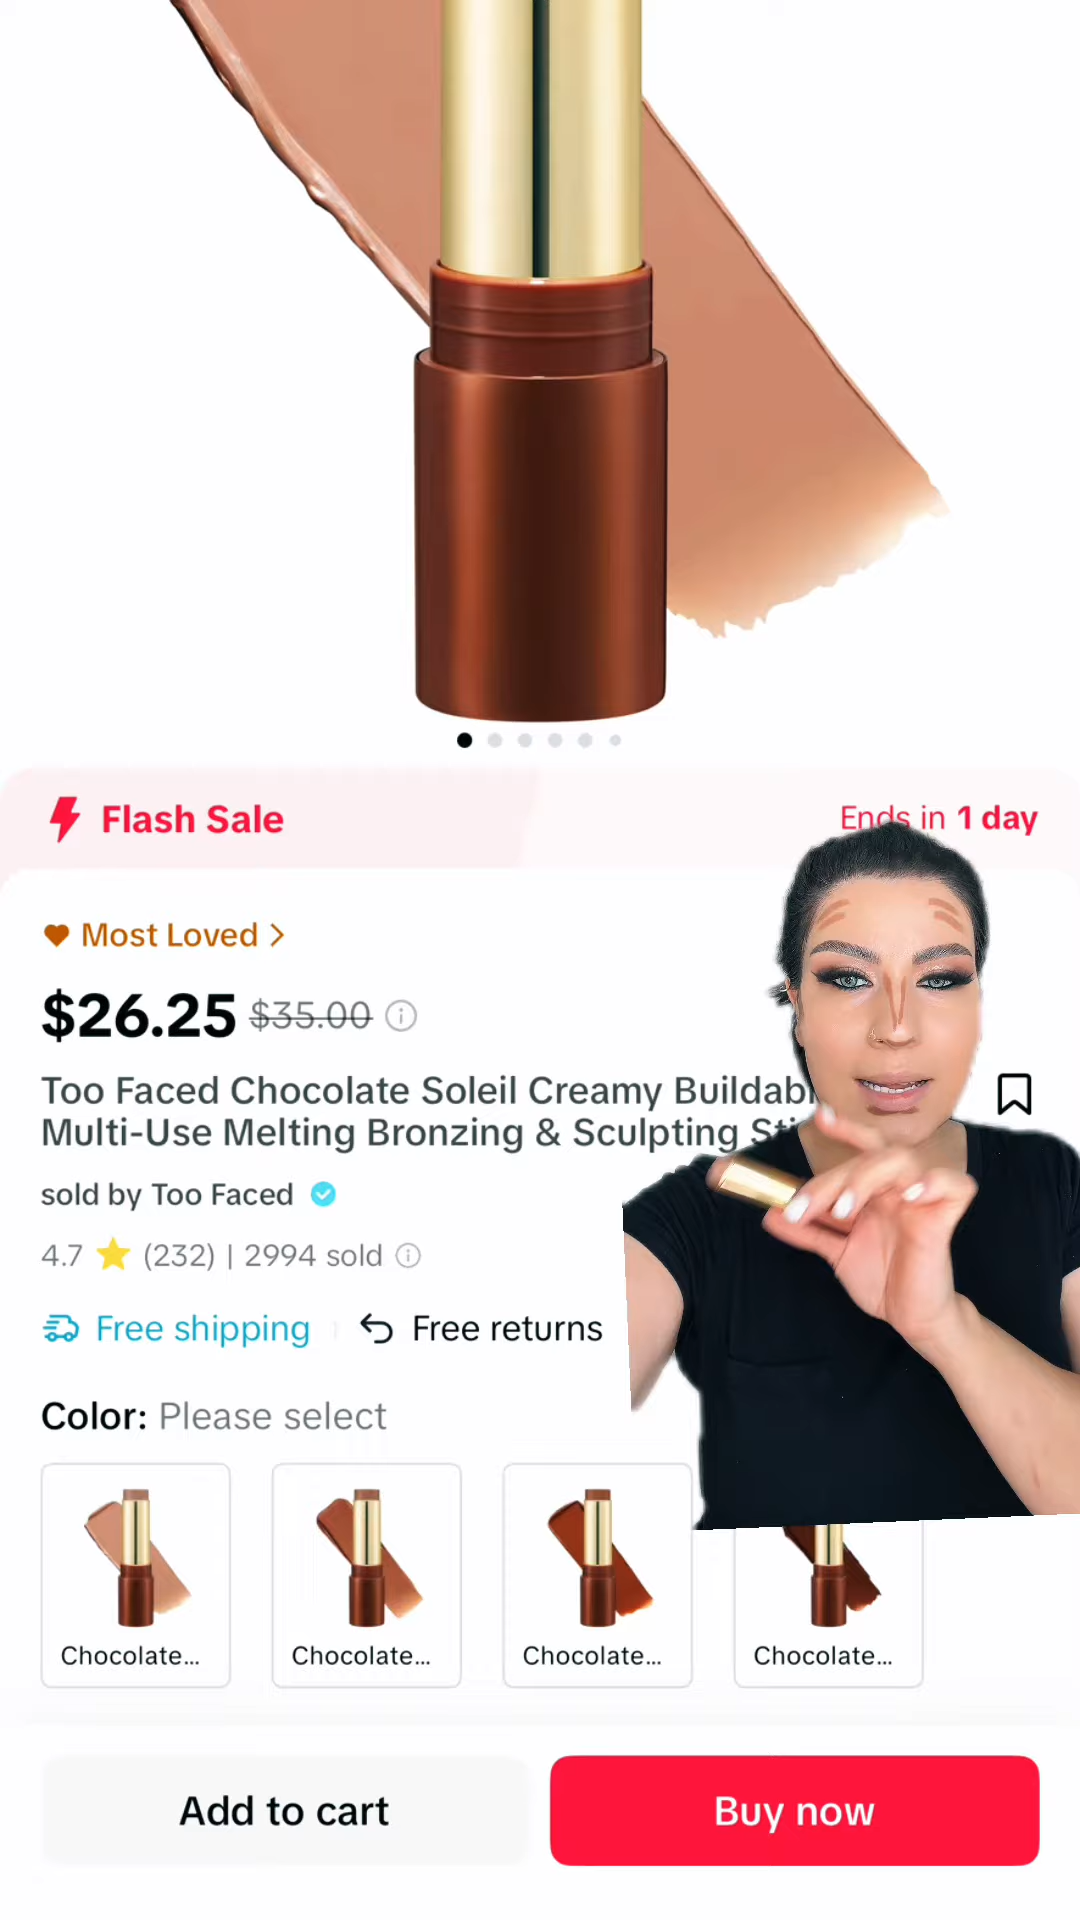 Flash Sale
Ends in 1 day
Most Loved >
$26.25 $35.00
Too Faced Chocolate Soleil Creamy
Multi-Use Melting Bronzing & Sculpting
sold by Too Faced
4.7 (232) | 2994 sold
Free shipping
Free returns
Color: Please select
Chocolate...
Chocolate...
Chocolate...
Chocolate...
Add to cart
Buy now